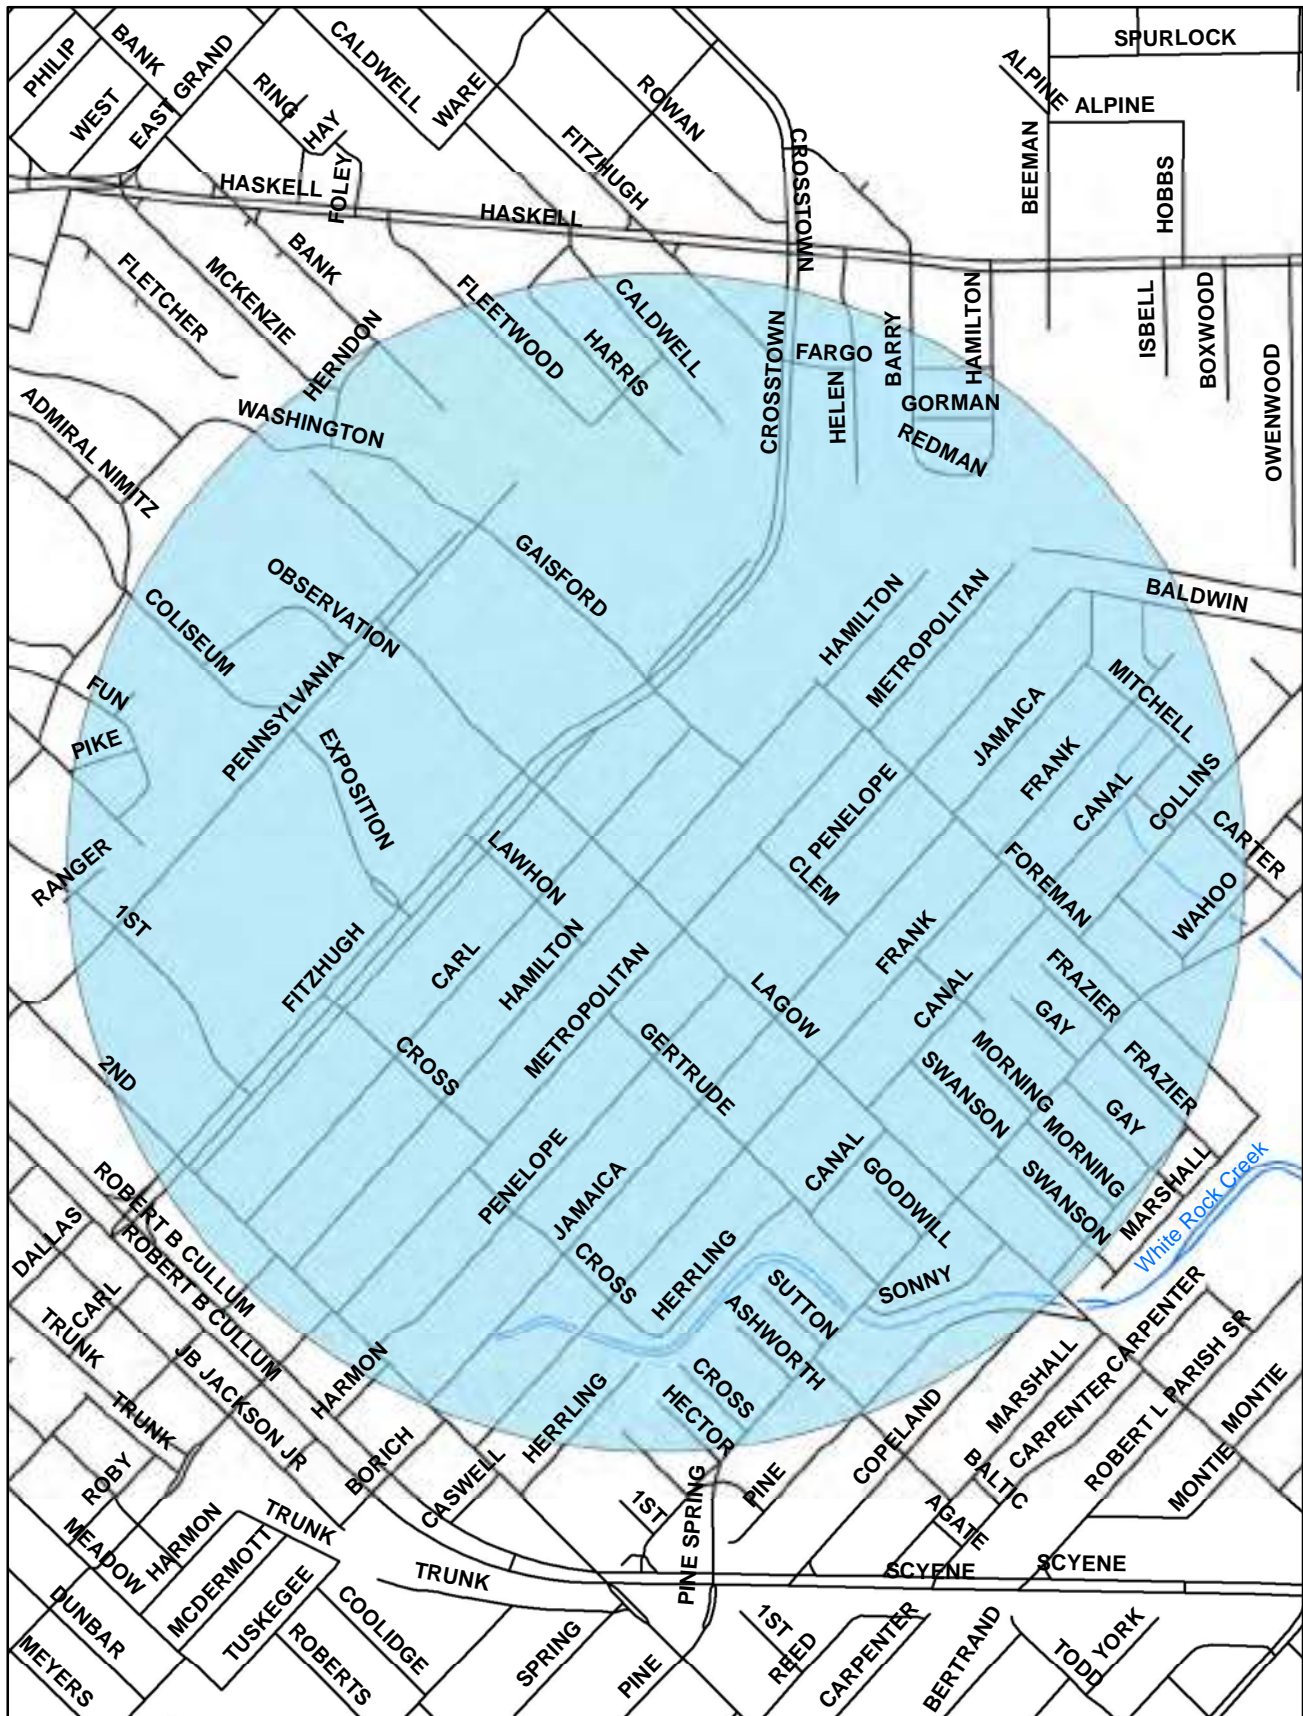 SPURLOCK
BANK
PHILIP
EAST GRAND
CALDWELL
WARE
ALPINE
ALPINE
RING
ROWAN
WEST
HAY
FITZHUGH
CROSSTOWN
BEEMAN
HOBBS
FOLEY
HASKELL
HASKELL
BANK
MCKENZIE
FLETCHER
FLEETWOOD
CALDWELL
HARRIS
HERNDON
CROSSTOWN
FARGO
HELEN
BARRY
HAMILTON
ISBELL
BOXWOOD
OWENWOOD
GORMAN
REDMAN
WASHINGTON
ADMIRAL NIMITZ
GAISFORD
OBSERVATION
COLISEUM
HAMILTON
METROPOLITAN
BALDWIN
PENNSYLVANIA
FUN
PIKE
EXPOSITION
JAMAICA
MITCHELL
FRANK
CANAL
COLLINS
CARTER
C2
PENELOPE
CLEM
LAWHON
FOREMAN
WAHOO
RANGER
1ST
FITZHUGH
CARL
HAMILTON
METROPOLITAN
LAGOW
FRANK
CANAL
FRAZIER
GAY
CROSS
GERTRUDE
MORNING
SWANSON
FRAZIER
GAY
2ND
MORNING
SWANSON
MARSHALL
White Rock Creek
PENELOPE
JAMAICA
CANAL
GOODWILL
ROBERT B CULLUM
ROBERT B CULLUM
DALLAS
CARL
TRUNK
CROSS
HERRLING
SUTTON
ASHWORTH
SONNY
CARPENTER
JB JACKSON JR
HARMON
CROSS
HECTOR
HERRLING
MARSHALL
CARPENTER
ROBERT L PARISH SR
MONTIE
TRUNK
COPELAND
ROBY
BORICH
CASWELL
PINE
1ST
PINE SPRING
BALTIC
MONTIE
AGATE
MEADOW
HARMON
TRUNK
MCDERMOTT
TUSKEGEE
TRUNK
SCYENE
SCYENE
DUNBAR
MEYERS
COOLIDGE
ROBERTS
SPRING
PINE
1ST
REED
CARPENTER
BERTRAND
TODD
YORK